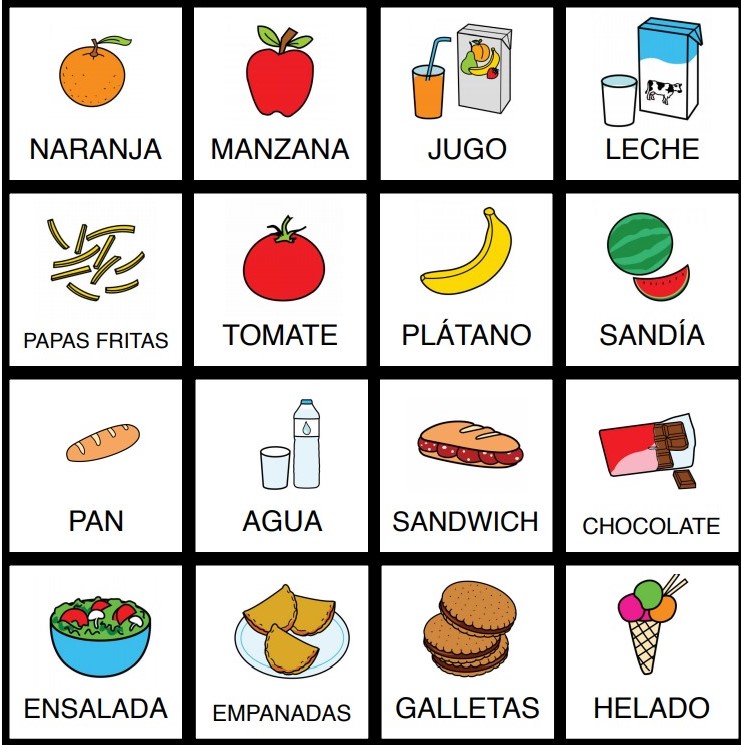 NARANJA
MANZANA
JUGO
LECHE
PAPAS FRITAS
TOMATE
PLÁTANO
SANDÍA
PAN
AGUA
SANDWICH
CHOCOLATE
ENSALADA
EMPANADAS
GALLETAS
HELADO